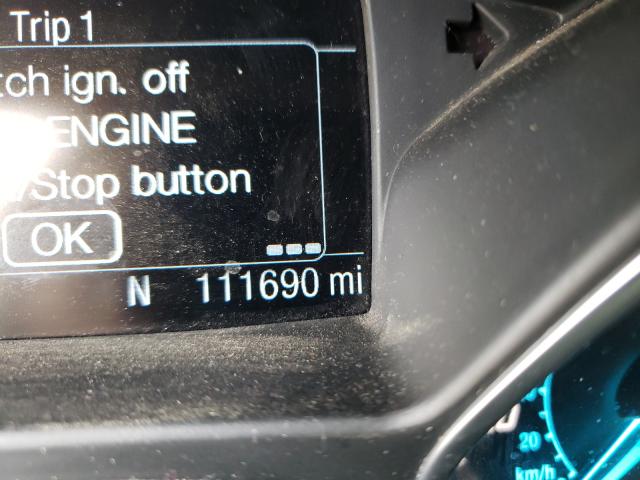 Trip 1
tch ign. off
ENGINE
/Stop button
OK
N 111690 mi
20
km/h